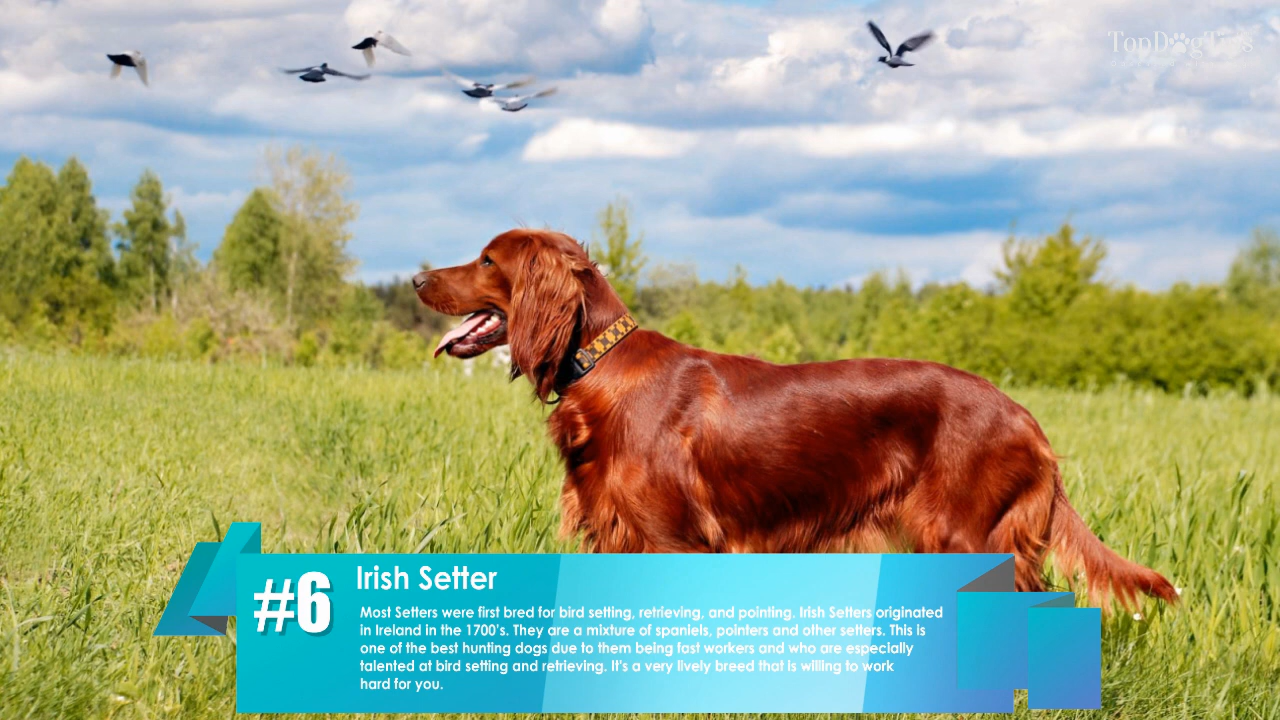 TopDogTips
#6
Irish Setter
Most Setters were first bred for bird setting, retrieving, and pointing. Irish Setters originated
in Ireland in the 1700's. They are a mixture of spaniels, pointers and other setters. This is
one of the best hunting dogs due to them being fast workers and who are especially
talented at bird setting and retrieving. It's a very lively breed that is willing to work
hard for you.